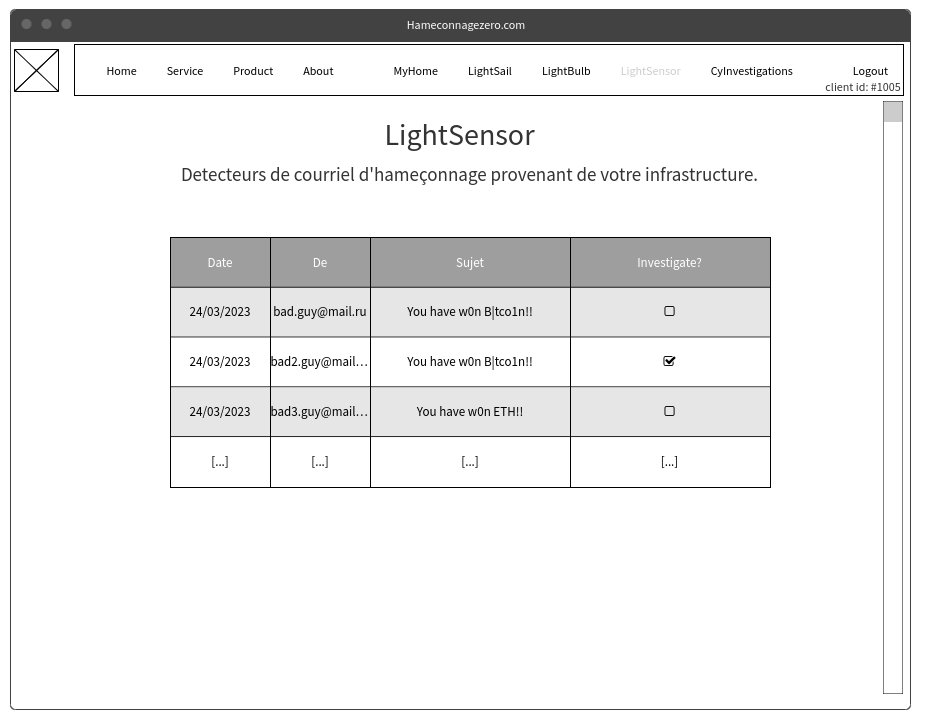 Hameconnagezero.com
Home Service Product About MyHome LightSail LightBulb LightSensor CyInvestigations Logout
client id: #1005
LightSensor
Detecteurs de courriel d'hameçonnage provenant de votre infrastructure.
Date De Sujet Investigate?
24/03/2023 bad.guy@mail.ru You have w0n B|tco1n!!
24/03/2023 bad2.guy@mail... You have w0n B|tco1n!!
24/03/2023 bad3.guy@mail... You have w0n ETH!!
[...] [...] [...] [...]